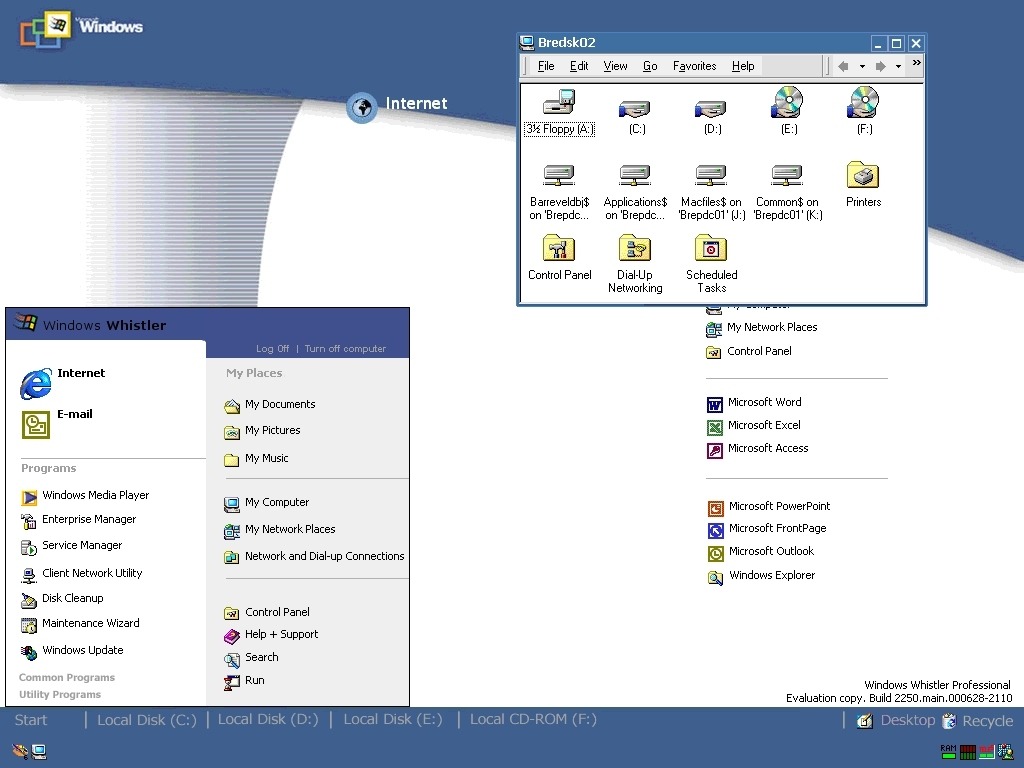 Microsoft
Windows
Internet
Bredsk02
File Edit View Go Favorites Help »
3½ Floppy (A:)
(C:)
(D:)
(E:)
(F:)
Barreveldbj$
on 'Brepdc...
Applications$
on 'Brepdc...
Macfiles$ on
'Brepdc01' (J:)
Common$ on
'Brepdc01' (K:)
Printers
Control Panel
Dial-Up
Networking
Scheduled
Tasks
My Computer
My Network Places
Control Panel
Microsoft Word
Microsoft Excel
Microsoft Access
Microsoft PowerPoint
Microsoft FrontPage
Microsoft Outlook
Windows Explorer
Windows Whistler
Log Off | Turn off computer
Internet
E-mail
Programs
Windows Media Player
Enterprise Manager
Service Manager
Client Network Utility
Disk Cleanup
Maintenance Wizard
Windows Update
Common Programs
Utility Programs
My Places
My Documents
My Pictures
My Music
My Computer
My Network Places
Network and Dial-up Connections
Control Panel
Help + Support
Search
Run
Windows Whistler Professional
Evaluation copy. Build 2250.main.000628-2110
Start | Local Disk (C:) | Local Disk (D:) | Local Disk (E:) | Local CD-ROM (F:) | Desktop Recycle
RAM